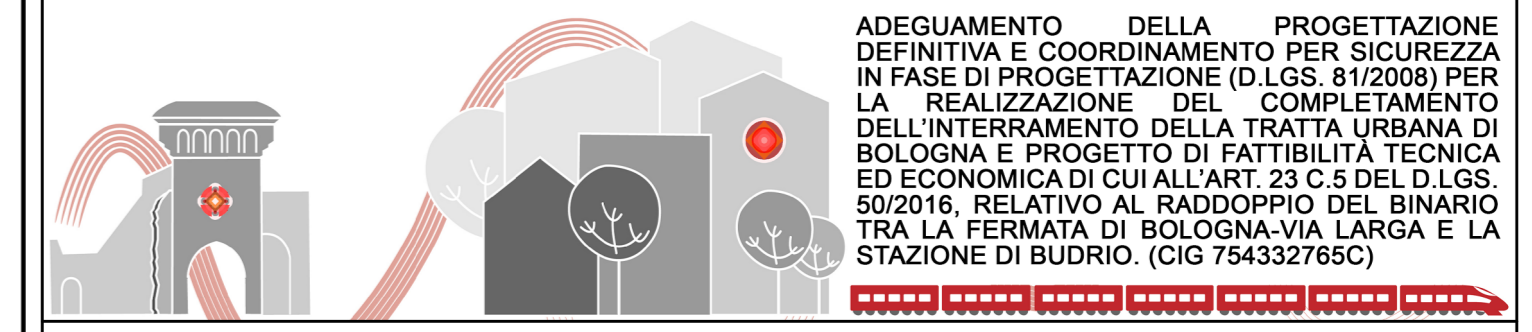 ADEGUAMENTO DELLA PROGETTAZIONE
DEFINITIVA E COORDINAMENTO PER SICUREZZA
IN FASE DI PROGETTAZIONE (D.LGS. 81/2008) PER
LA REALIZZAZIONE DEL COMPLETAMENTO
DELL'INTERRAMENTO DELLA TRATTA URBANA DI
BOLOGNA E PROGETTO DI FATTIBILITÀ TECNICA
ED ECONOMICA DI CUI ALL'ART. 23 C.5 DEL D.LGS.
50/2016, RELATIVO AL RADDOPPIO DEL BINARIO
TRA LA FERMATA DI BOLOGNA-VIA LARGA E LA
STAZIONE DI BUDRIO. (CIG 754332765C)